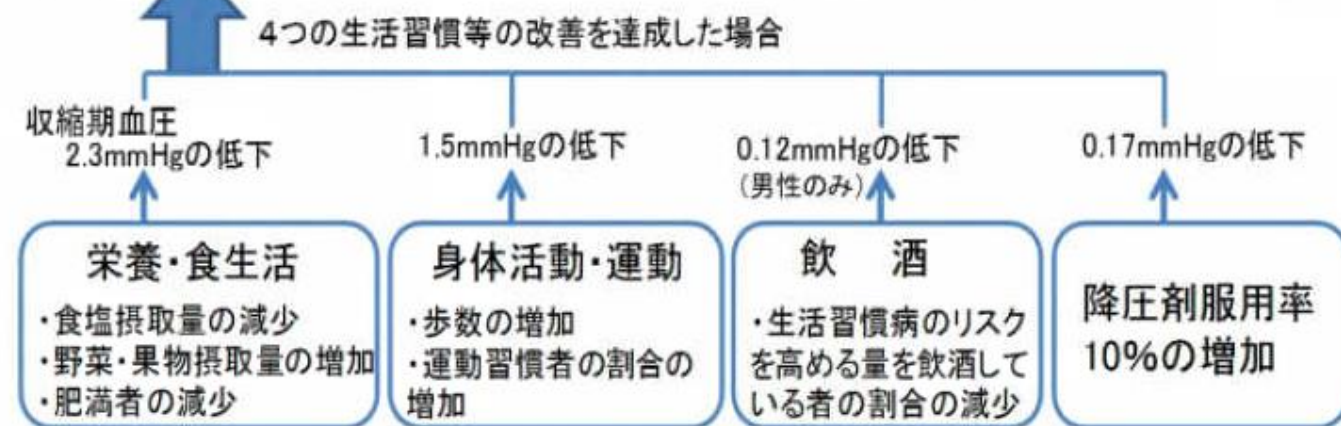 4つの生活習慣等の改善を達成した場合
収縮期血圧
2.3mmHgの低下
1.5mmHgの低下
0.12mmHgの低下
(男性のみ)
0.17mmHgの低下
栄養・食生活
・食塩摂取量の減少
・野菜・果物摂取量の増加
・肥満者の減少
身体活動・運動
・歩数の増加
・運動習慣者の割合の
増加
飲 酒
・生活習慣病のリスク
を高める量を飲酒して
いる者の割合の減少
降圧剤服用率
10%の増加